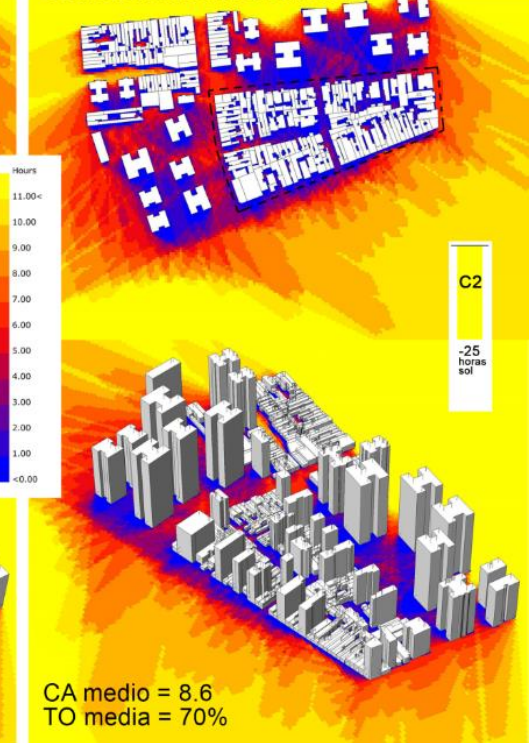 Hours
11.00<
10.00
9.00
8.00
7.00
6.00
5.00
4.00
3.00
2.00
1.00
<0.00
C2
-25
horas
sol
CA medio = 8.6
TO media = 70%